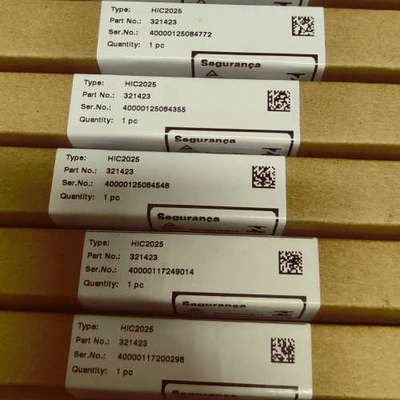 Type: HIC2025
Part No.: 321423
Ser.No.: 40000125084772
Quantity: 1 pc
Segurança
Type: HIC2025
Part No.: 321423
Ser.No.: 40000125084355
Quantity: 1 pc
Segurança
Type: HIC2025
Part No.: 321423
Ser.No.: 40000125084548
Quantity: 1 pc
Segurança
Type: HIC2025
Part No.: 321423
Ser.No.: 40000117249014
Quantity: 1 pc
Segurança
Type: HIC2025
Part No.: 321423
Ser.No.: 40000117200298
Quantity: 1 pc